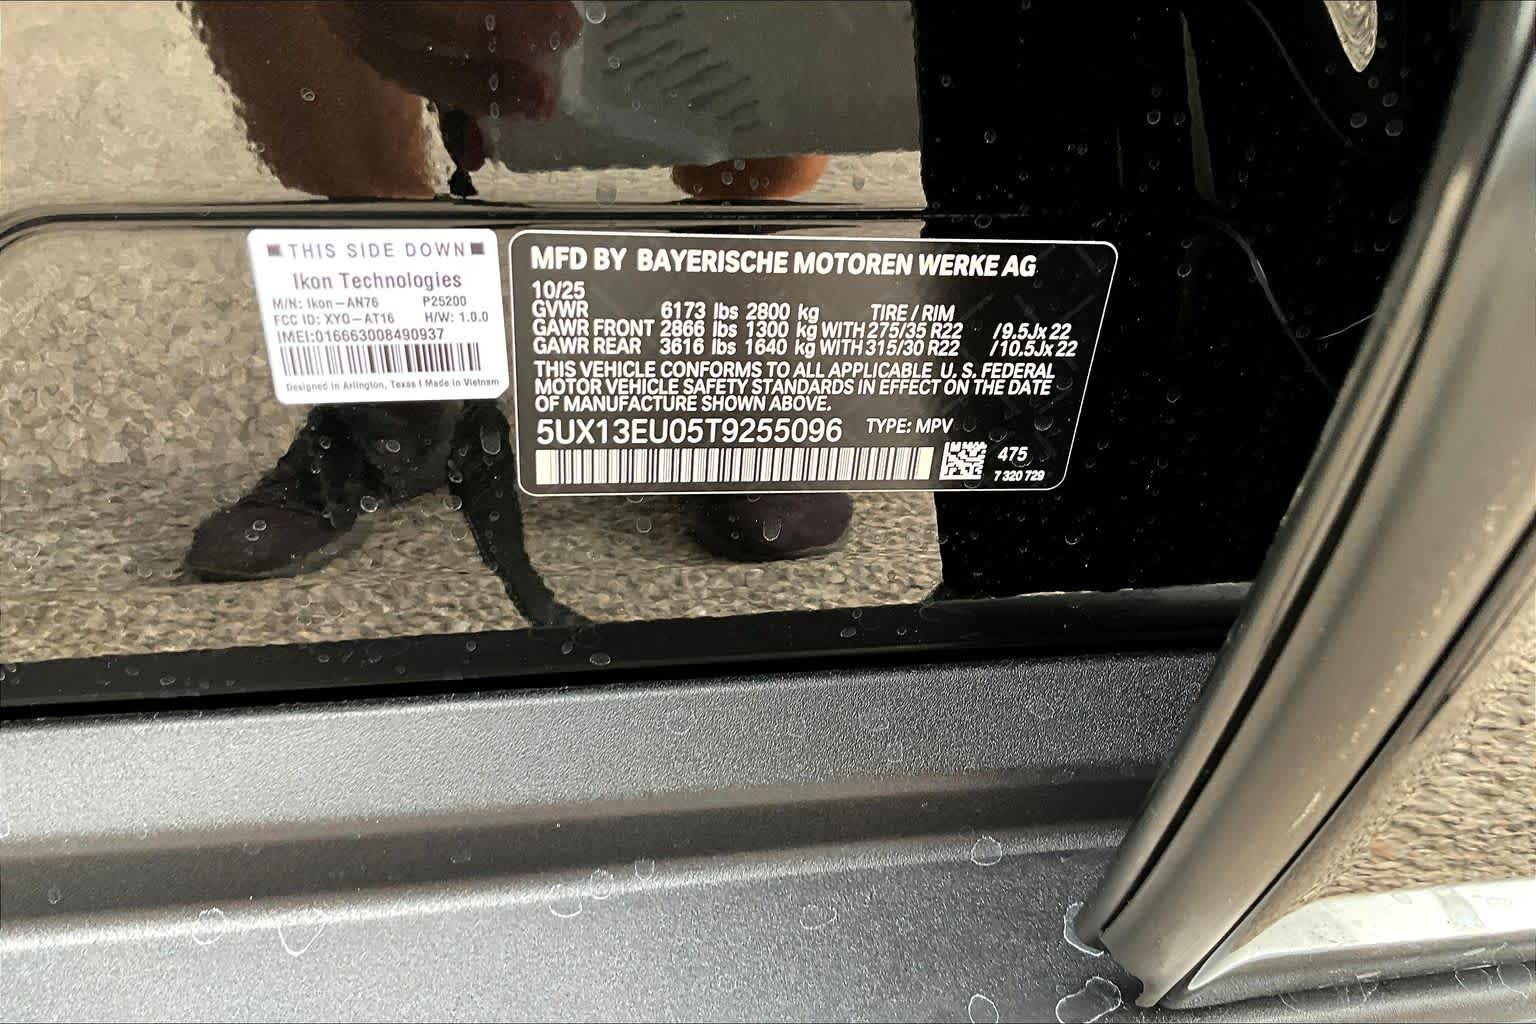 THIS SIDE DOWN
Ikon Technologies
M/N: Ikon-AN76 P25200
FCC ID: XYO-AT16 H/W: 1.0.0
IMEI:016663008490937
Designed in Arlington, Texas | Made in Vietnam
MFD BY BAYERISCHE MOTOREN WERKE AG
10/25
GVWR 6173 lbs 2800 kg TIRE / RIM
GAWR FRONT 2866 lbs 1300 kg WITH 275/35 R22 /9.5Jx 22
GAWR REAR 3616 lbs 1640 kg WITH 315/30 R22 /10.5Jx 22
THIS VEHICLE CONFORMS TO ALL APPLICABLE U. S. FEDERAL
MOTOR VEHICLE SAFETY STANDARDS IN EFFECT ON THE DATE
OF MANUFACTURE SHOWN ABOVE.
5UX13EU05T9255096 TYPE: MPV
475
7 320 729